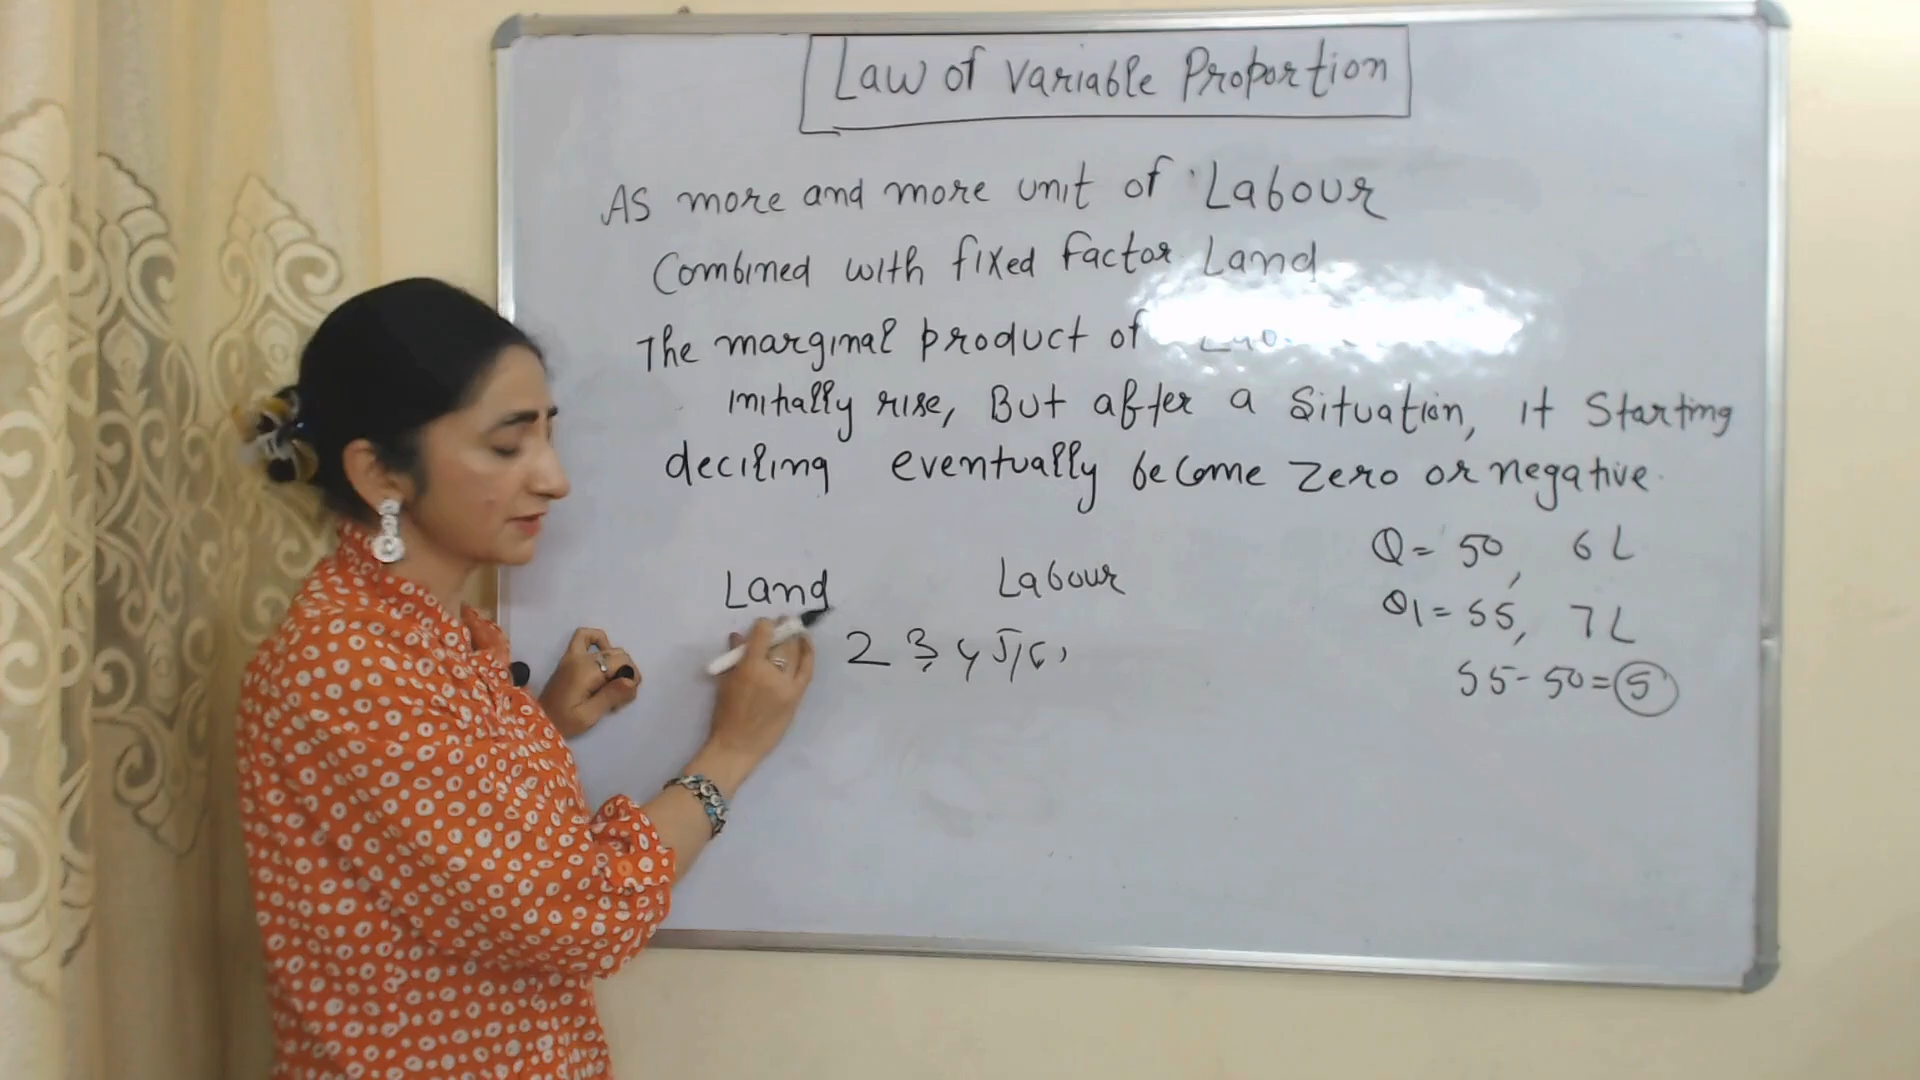 Law of Variable Proportion
As more and more unit of Labour
Combined with fixed factor Land
The marginal product of
initially rise, But after a Situation, it Starting
deciling eventually become zero or negative.
Land Labour
2 3, 4 5, 6,
Q = 50, 6 L
Q1 = 55, 7 L
55 - 50 = 5